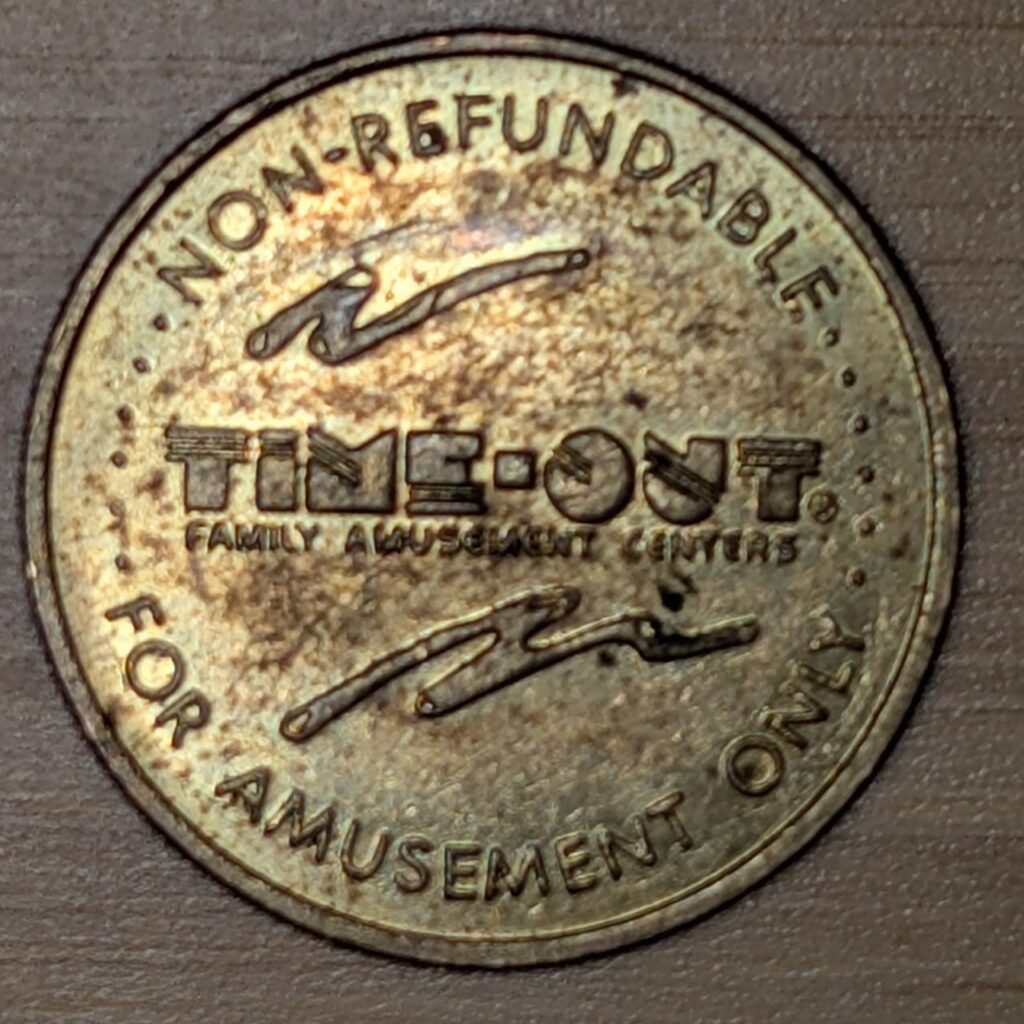 NON-REFUNDABLE
TIME-OUT®
FAMILY AMUSEMENT CENTERS
FOR AMUSEMENT ONLY